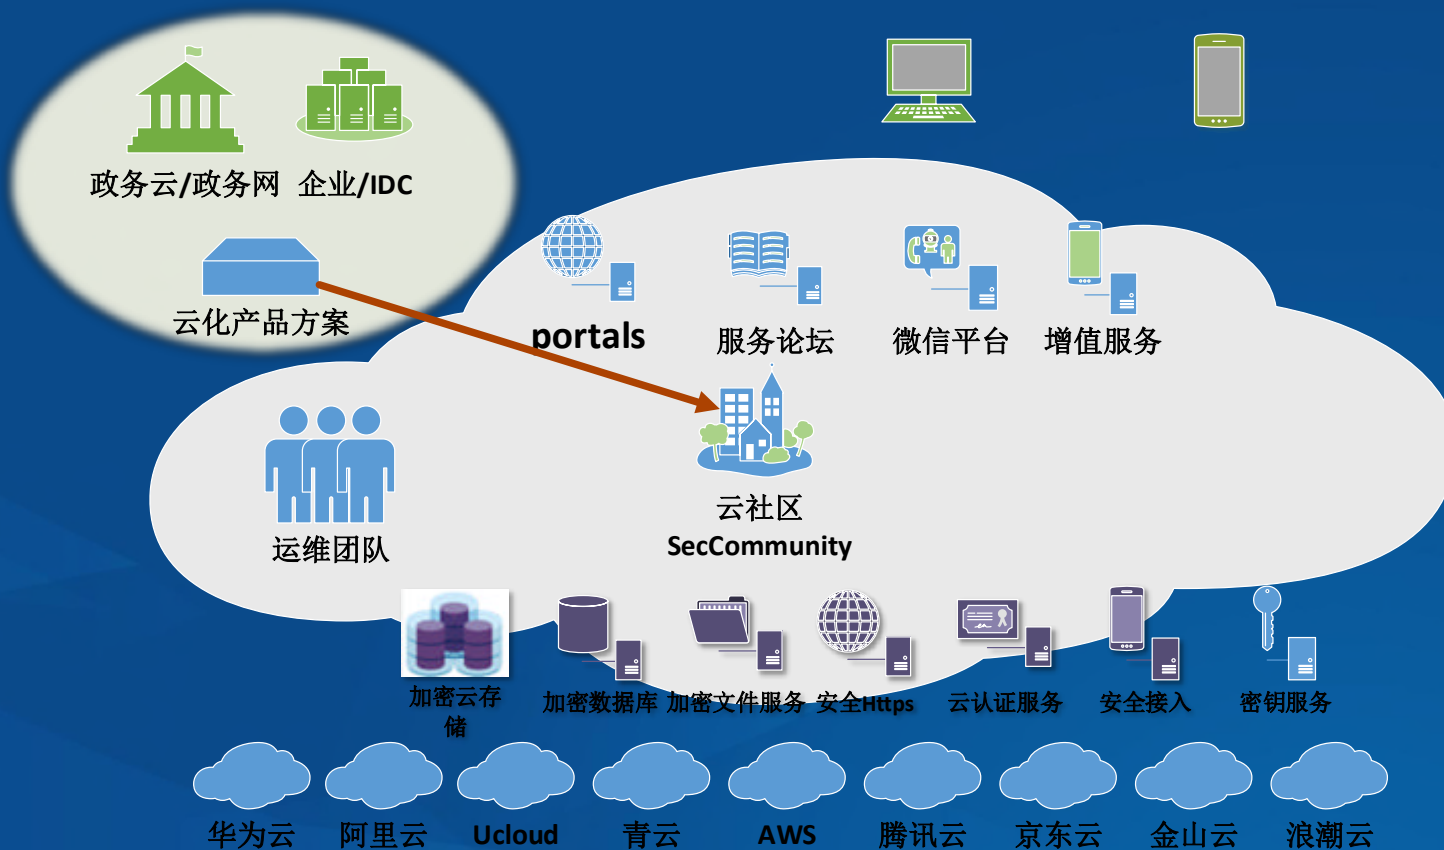 政务云/政务网 企业/IDC
云化产品方案
portals
服务论坛
微信平台
增值服务
云社区
SecCommunity
运维团队
加密云存
储
加密数据库
加密文件服务
安全Https
云认证服务
安全接入
密钥服务
华为云
阿里云
Ucloud
青云
AWS
腾讯云
京东云
金山云
浪潮云